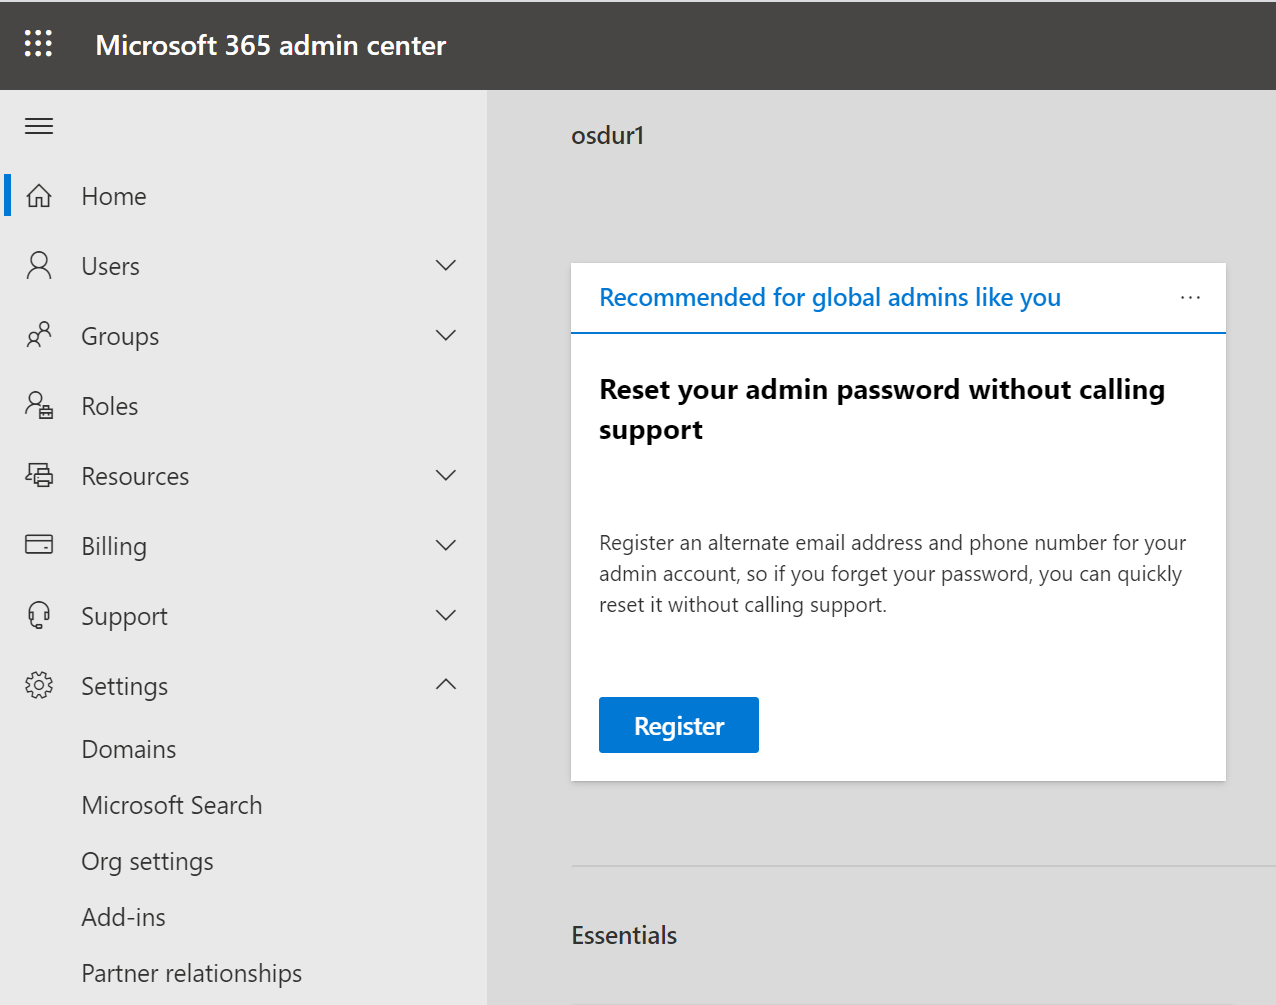 Microsoft 365 admin center
Home
Users
Groups
Roles
Resources
Billing
Support
Settings
Domains
Microsoft Search
Org settings
Add-ins
Partner relationships
osdur1
Recommended for global admins like you
Reset your admin password without calling
support
Register an alternate email address and phone number for your
admin account, so if you forget your password, you can quickly
reset it without calling support.
Register
Essentials